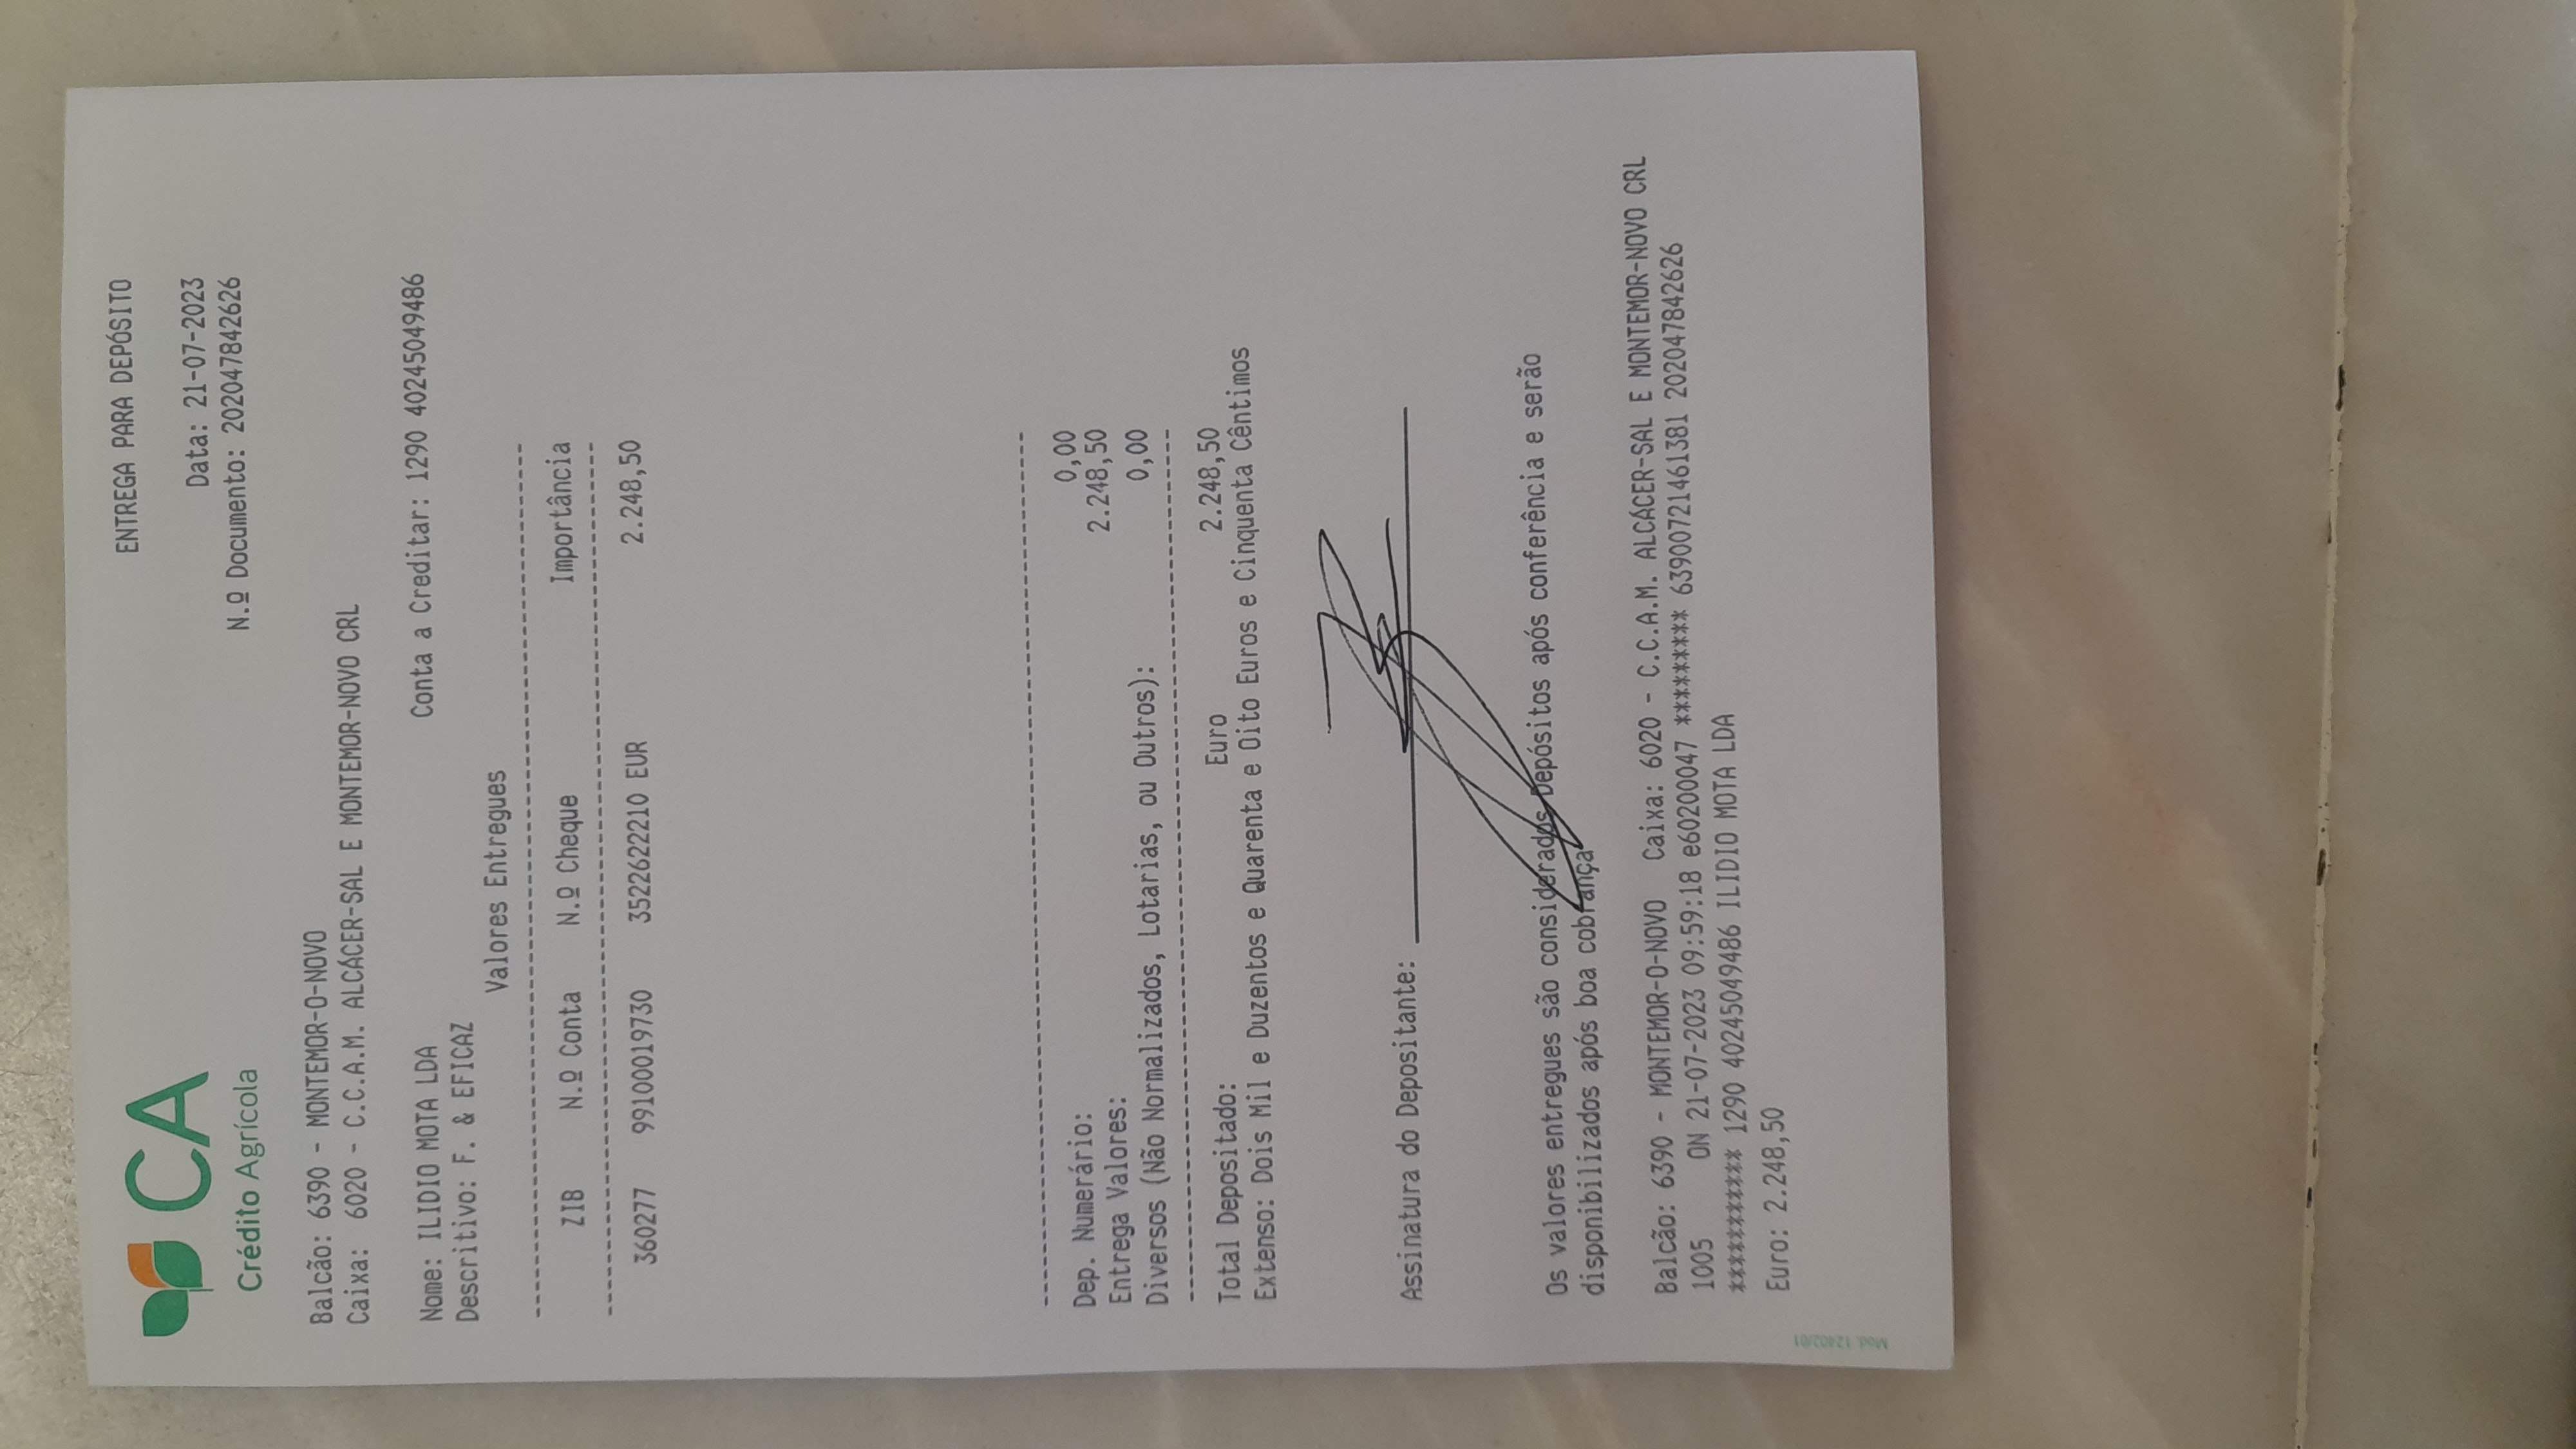 CA
Crédito Agrícola
ENTREGA PARA DEPÓSITO
Data: 21-07-2023
N.º Documento: 202047842626
Balcão: 6390 - MONTEMOR-O-NOVO
Caixa: 6020 - C.C.A.M. ALCÁCER-SAL E MONTEMOR-NOVO CRL
Nome: ILIDIO MOTA LDA Conta a Creditar: 1290 40245049486
Descritivo: F. & EFICAZ
Valores Entregues
------------------------------------------------------------
ZIB N.º Conta N.º Cheque Importância
------------------------------------------------------------
360277 99100019730 3522622210 EUR 2.248,50
------------------------------------------------------------
Dep. Numerário: 0,00
Entrega Valores: 2.248,50
Diversos (Não Normalizados, Lotarias, ou Outros): 0,00
------------------------------------------------------------
Total Depositado: Euro 2.248,50
Extenso: Dois Mil e Duzentos e Quarenta e Oito Euros e Cinquenta Cêntimos
Assinatura do Depositante:
Os valores entregues são considerados Depósitos após conferência e serão
disponibilizados após boa cobrança
Balcão: 6390 - MONTEMOR-O-NOVO Caixa: 6020 - C.C.A.M. ALCÁCER-SAL E MONTEMOR-NOVO CRL
1005 ON 21-07-2023 09:59:18 e60200047 ******** 63900721461381 202047842626
*********** 1290 40245049486 ILIDIO MOTA LDA
Euro: 2.248,50
Mod. 12402/01